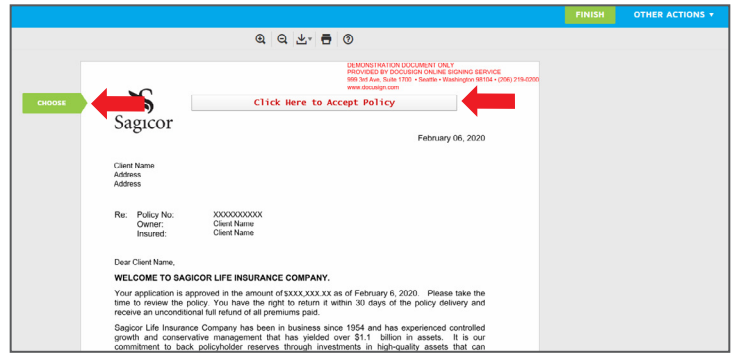 FINISH OTHER ACTIONS
DEMONSTRATION DOCUMENT ONLY
PROVIDED BY DOCUSIGN ONLINE SIGNING SERVICE
999 3rd Ave, Suite 1700 • Seattle • Washington 98104 • (206) 219-0200
www.docusign.com
CHOOSE
Click Here to Accept Policy
Sagicor
February 06, 2020
Client Name
Address
Address
Re: Policy No: XXXXXXXXXX
Owner: Client Name
Insured: Client Name
Dear Client Name,
WELCOME TO SAGICOR LIFE INSURANCE COMPANY.
Your application is approved in the amount of $XXX,XXX.XX as of February 6, 2020. Please take the
time to review the policy. You have the right to return it within 30 days of the policy delivery and
receive an unconditional full refund of all premiums paid.
Sagicor Life Insurance Company has been in business since 1954 and has experienced controlled
growth and conservative management that has yielded over $1.1 billion in assets. It is our
commitment to back policyholder reserves through investments in high-quality assets that can